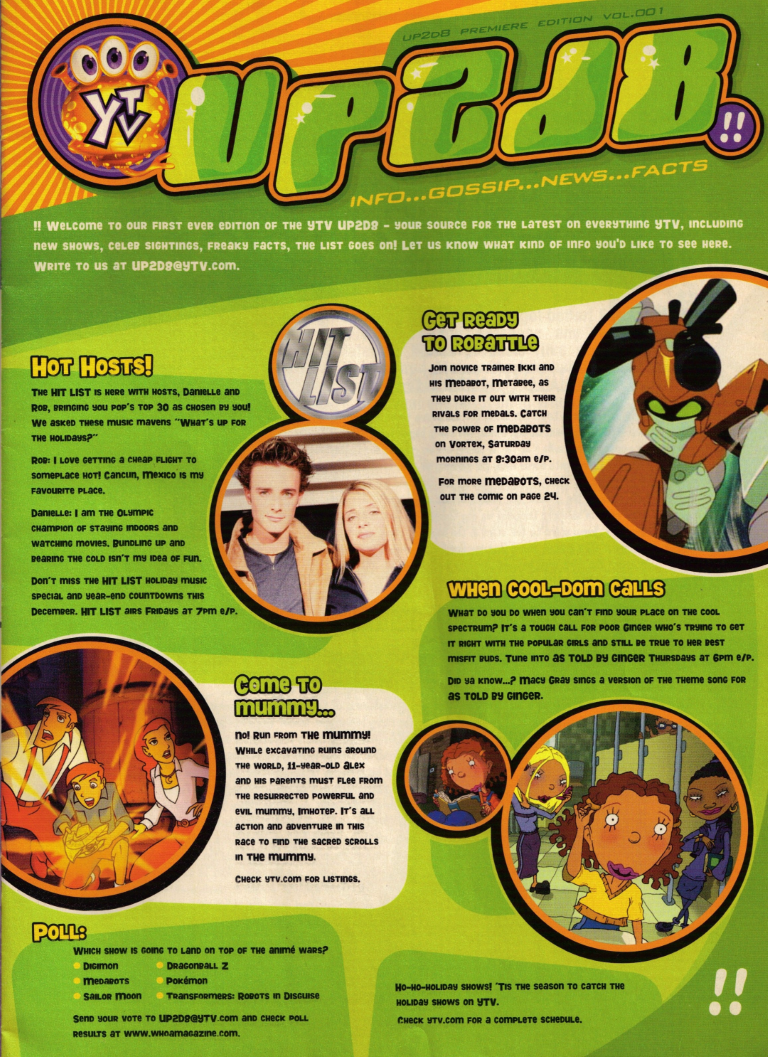 UP2D8 PREMIERE EDITION VOL.001
YTV
UP2D8!!
INFO...GOSSIP...NEWS...FACTS
!! Welcome to our first ever edition of the YTV UP2D8 – your source for the latest on everything YTV, including
new shows, celeb sightings, freaky facts, the list goes on! Let us know what kind of info you'd like to see here.
Write to us at UP2D8@YTV.com.
Hot Hosts!
The HIT LIST is here with hosts, Danielle and
Rob, bringing you pop's top 30 as chosen by you!
We asked these music mavens "What's up for
the holidays?"
Rob: I love getting a cheap flight to
someplace hot! Cancun, Mexico is my
favourite place.
Danielle: I am the Olympic
champion of staying indoors and
watching movies. Bundling up and
bearing the cold isn't my idea of fun.
Don't miss the HIT LIST holiday music
special and year-end countdowns this
December. HIT LIST airs Fridays at 7pm e/p.
HIT
LIST
Get ready
to robattle
Join novice trainer Ikki and
his Medabot, Metabee, as
they duke it out with their
rivals for medals. Catch
the power of MEDABOTS
on Vortex, Saturday
mornings at 8:30am e/p.
For more MEDABOTS, check
out the comic on page 24.
When cool-dom calls
What do you do when you can't find your place on the cool
spectrum? It's a tough call for poor Ginger who's trying to get
it right with the popular girls and still be true to her best
misfit buds. Tune into AS TOLD BY GINGER Thursdays at 6pm e/p.
Did ya know...? Macy Gray sings a version of the theme song for
AS TOLD BY GINGER.
Come to
mummy...
No! Run from THE MUMMY!
While excavating ruins around
the world, 11-year-old Alex
and his parents must flee from
the resurrected powerful and
evil mummy, Imhotep. It's all
action and adventure in this
race to find the sacred scrolls
in THE MUMMY.
Check YTV.com for listings.
Poll:
Which show is going to land on top of the animé wars?
Digimon Dragonball Z
Medabots Pokémon
Sailor Moon Transformers: Robots in Disguise
Send your vote to UP2D8@YTV.com and check poll
results at www.whoamagazine.com.
Ho-ho-holiday shows! 'Tis the season to catch the
holiday shows on YTV.
Check YTV.com for a complete schedule.
!!